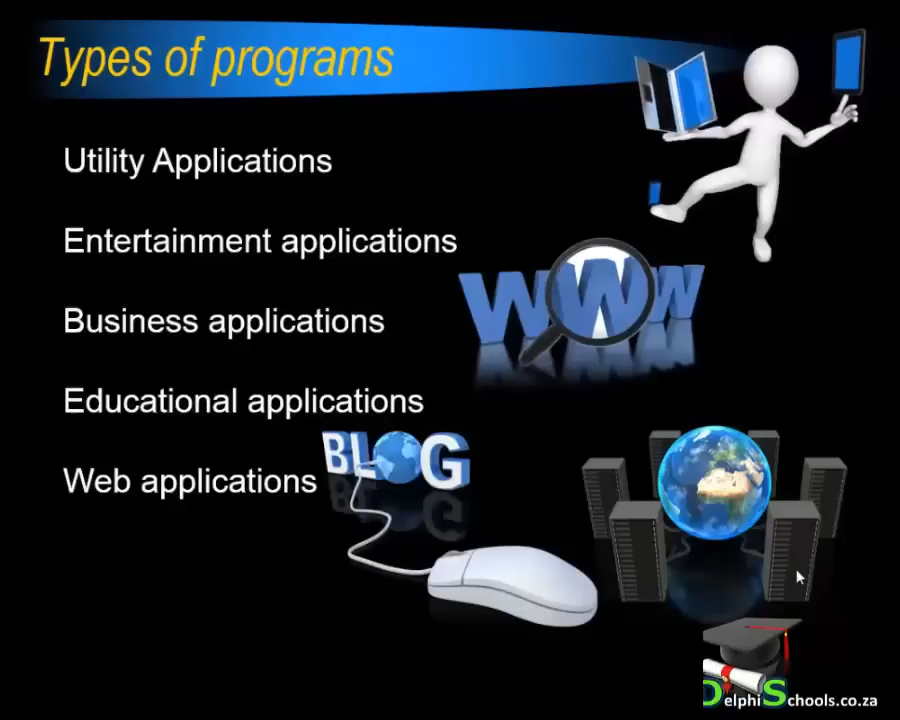 Types of programs
Utility Applications
Entertainment applications
WWW
Business applications
Educational applications
BLOG
Web applications
DelphiSchools.co.za